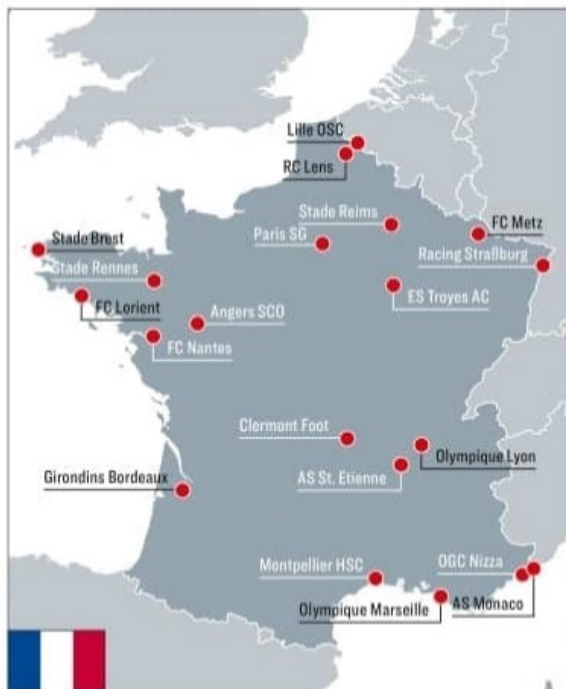 Lille OSC
RC Lens
Stade Reims
FC Metz
Paris SG
Stade Brest
Racing Straßburg
Stade Rennes
ES Troyes AC
FC Lorient
Angers SCO
FC Nantes
Clermont Foot
Olympique Lyon
Girondins Bordeaux
AS St. Etienne
Montpellier HSC
OGC Nizza
Olympique Marseille
AS Monaco